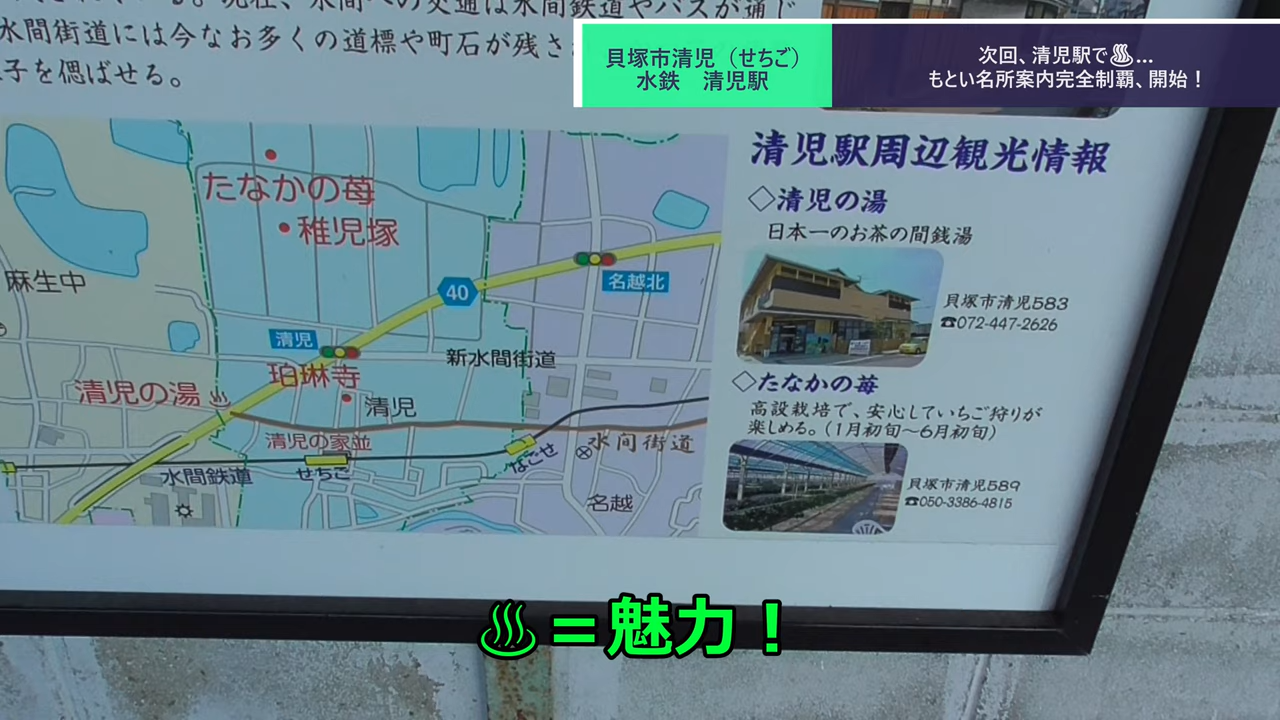 水間街道には今なお多くの道標や町石が残さ
子を偲ばせる。
貝塚市清児（せちご）
水鉄　清児駅
次回、清児駅で♨…
もとい名所案内完全制覇、開始！
たなかの苺
稚児塚
麻生中
40
名越北
清児
新水間街道
珀琳寺
清児の湯
清児
清児の家並
水間街道
なごせ
水間鉄道
せちご
名越
清児駅周辺観光情報
◇清児の湯
日本一のお茶の間銭湯
貝塚市清児583
☎072-447-2626
◇たなかの苺
高設栽培で、安心していちご狩りが
楽しめる。（1月初旬～6月初旬）
貝塚市清児589
☎050-3386-4815
♨＝魅力！